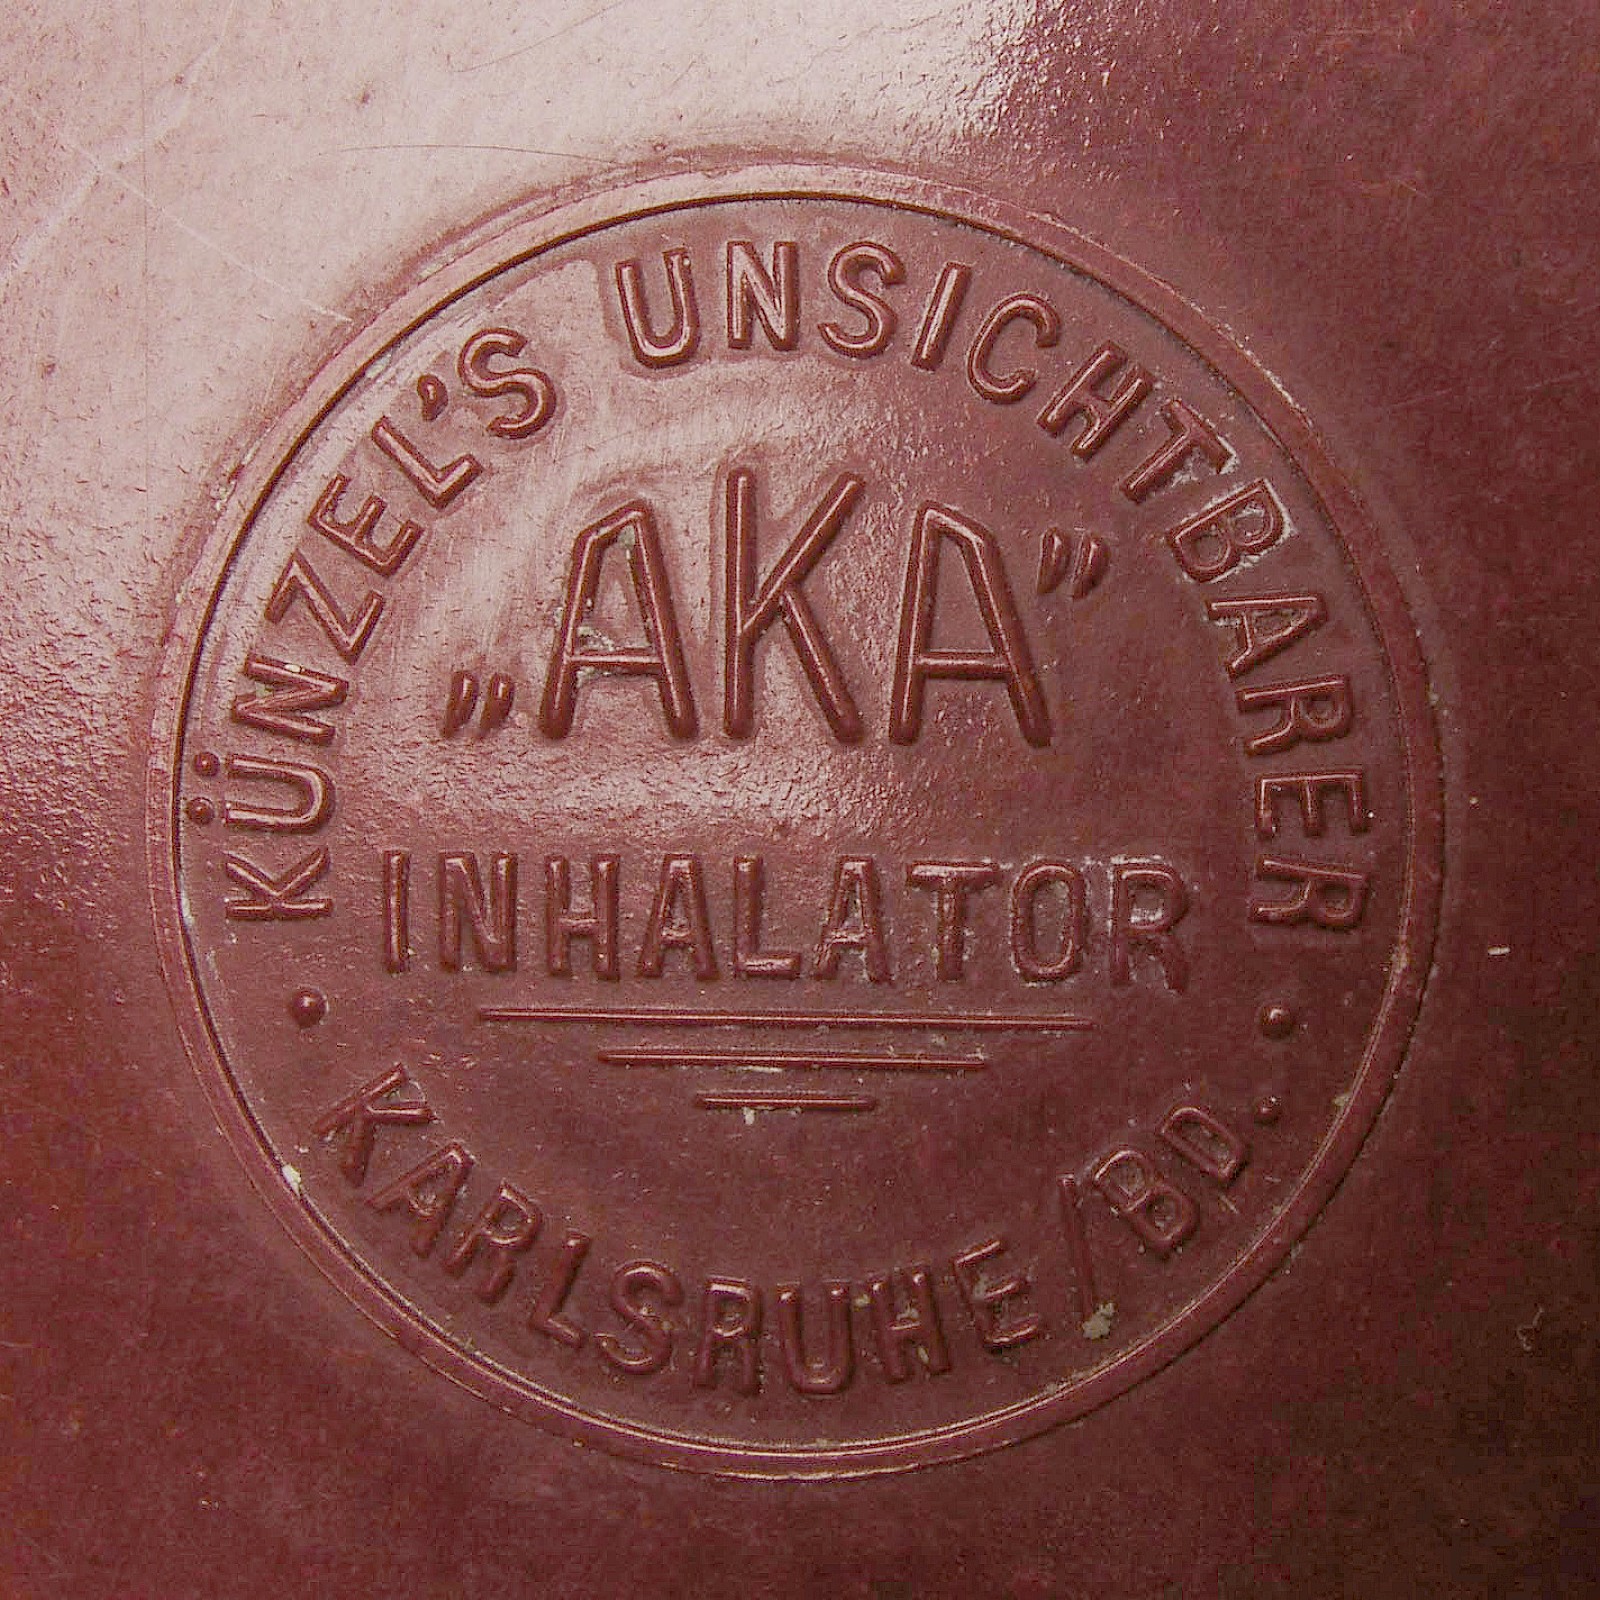 KÜNZEL'S UNSICHTBARER
„AKA”
INHALATOR
• KARLSRUHE/BD. •